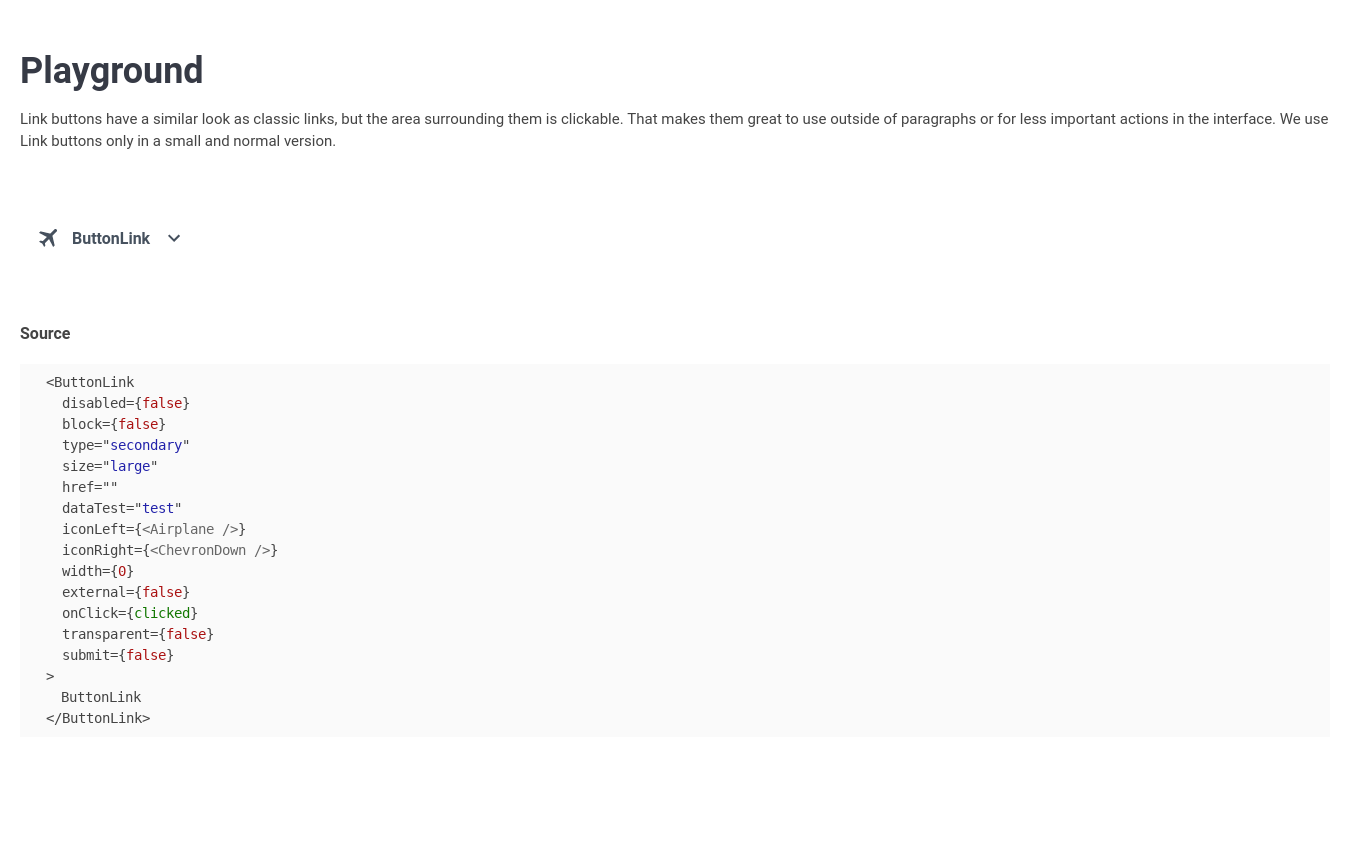 Playground
Link buttons have a similar look as classic links, but the area surrounding them is clickable. That makes them great to use outside of paragraphs or for less important actions in the interface. We use
Link buttons only in a small and normal version.
ButtonLink
Source
<ButtonLink
disabled={false}
block={false}
type="secondary"
size="large"
href=""
dataTest="test"
iconLeft={<Airplane />}
iconRight={<ChevronDown />}
width={0}
external={false}
onClick={clicked}
transparent={false}
submit={false}
>
ButtonLink
</ButtonLink>